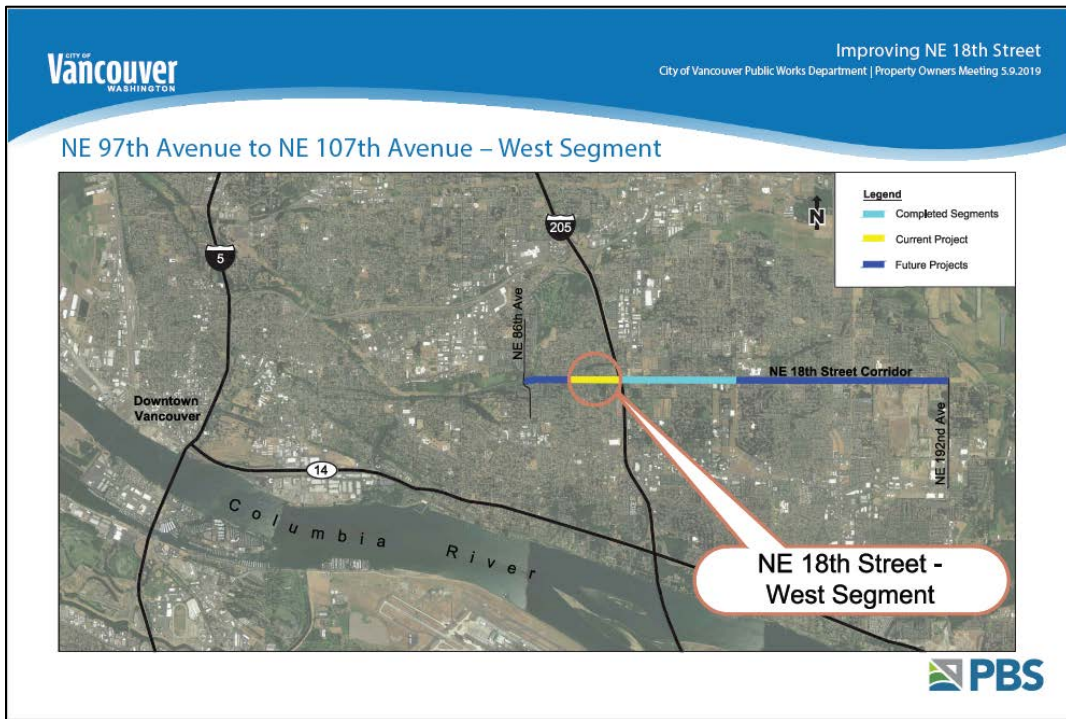 CITY OF
Vancouver
WASHINGTON
Improving NE 18th Street
City of Vancouver Public Works Department | Property Owners Meeting 5.9.2019
NE 97th Avenue to NE 107th Avenue – West Segment
Legend
Completed Segments
Current Project
Future Projects
N
5
205
NE 86th Ave
NE 18th Street Corridor
NE 192nd Ave
Downtown
Vancouver
14
Columbia River
NE 18th Street -
West Segment
PBS